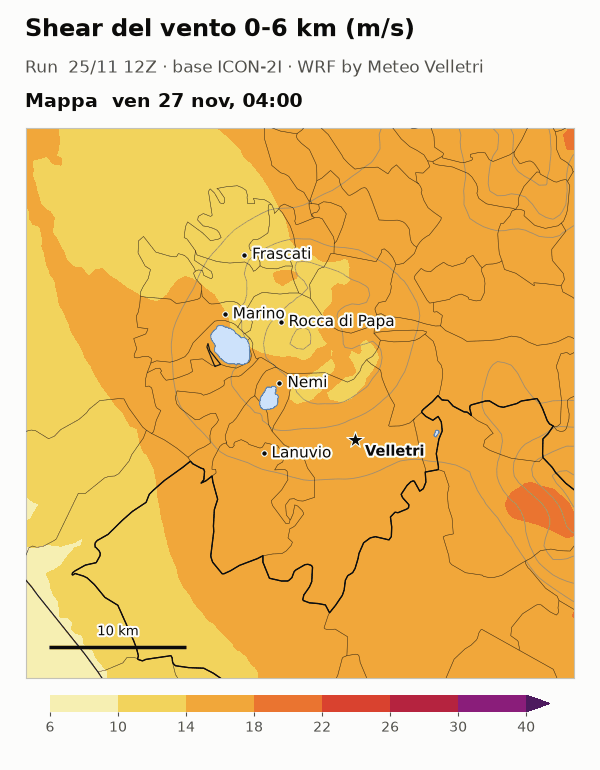 Shear del vento 0-6 km (m/s)
Run  25/11 12Z · base ICON-2I · WRF by Meteo Velletri
Mappa  ven 27 nov, 04:00
Frascati
Marino
Rocca di Papa
Nemi
Velletri
Lanuvio
10 km
6 10 14 18 22 26 30 40